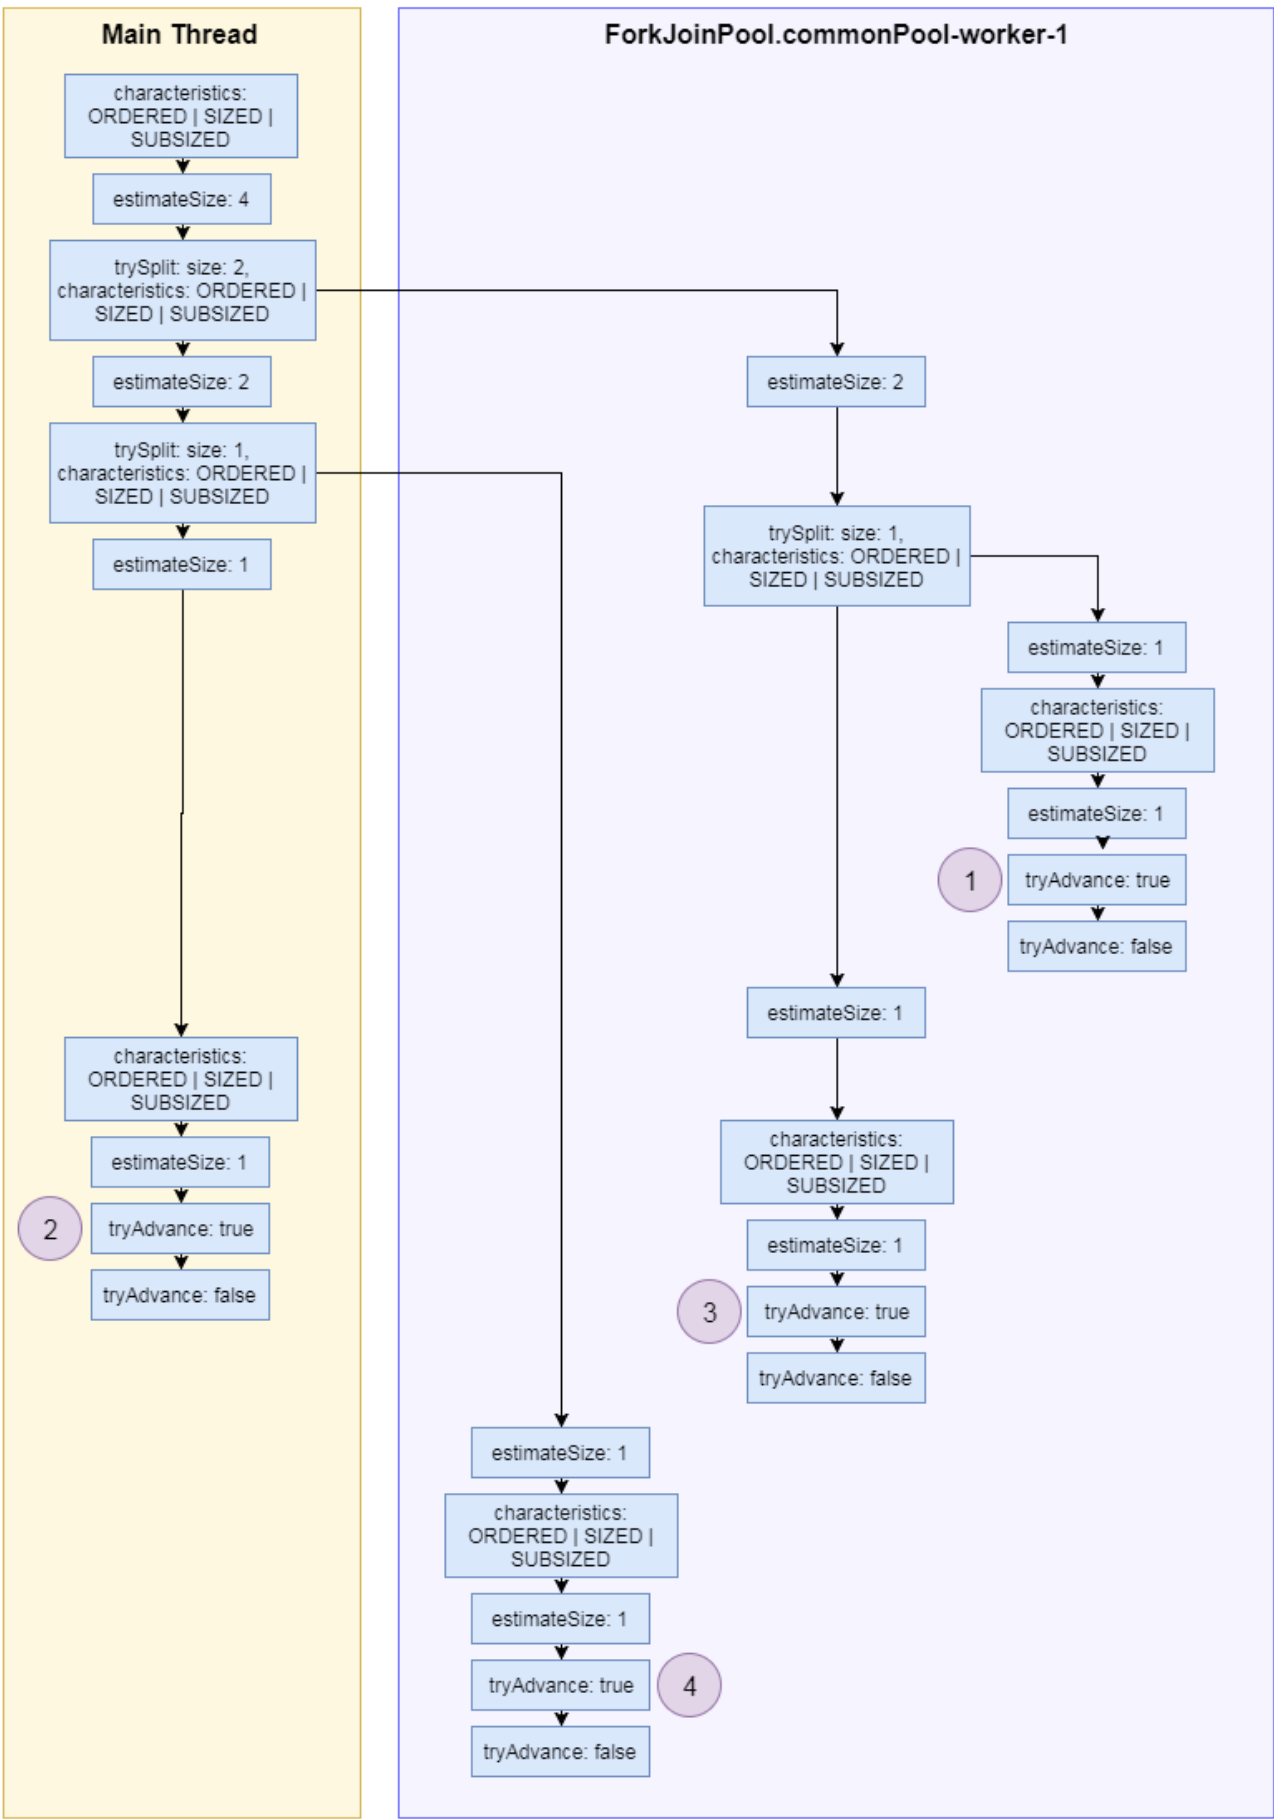 Main Thread
characteristics:
ORDERED | SIZED |
SUBSIZED
estimateSize: 4
trySplit: size: 2,
characteristics: ORDERED |
SIZED | SUBSIZED
estimateSize: 2
trySplit: size: 1,
characteristics: ORDERED |
SIZED | SUBSIZED
estimateSize: 1
characteristics:
ORDERED | SIZED |
SUBSIZED
estimateSize: 1
2
tryAdvance: true
tryAdvance: false
ForkJoinPool.commonPool-worker-1
estimateSize: 2
trySplit: size: 1,
characteristics: ORDERED |
SIZED | SUBSIZED
estimateSize: 1
characteristics:
ORDERED | SIZED |
SUBSIZED
estimateSize: 1
1
tryAdvance: true
tryAdvance: false
estimateSize: 1
characteristics:
ORDERED | SIZED |
SUBSIZED
estimateSize: 1
3
tryAdvance: true
tryAdvance: false
estimateSize: 1
characteristics:
ORDERED | SIZED |
SUBSIZED
estimateSize: 1
tryAdvance: true
4
tryAdvance: false